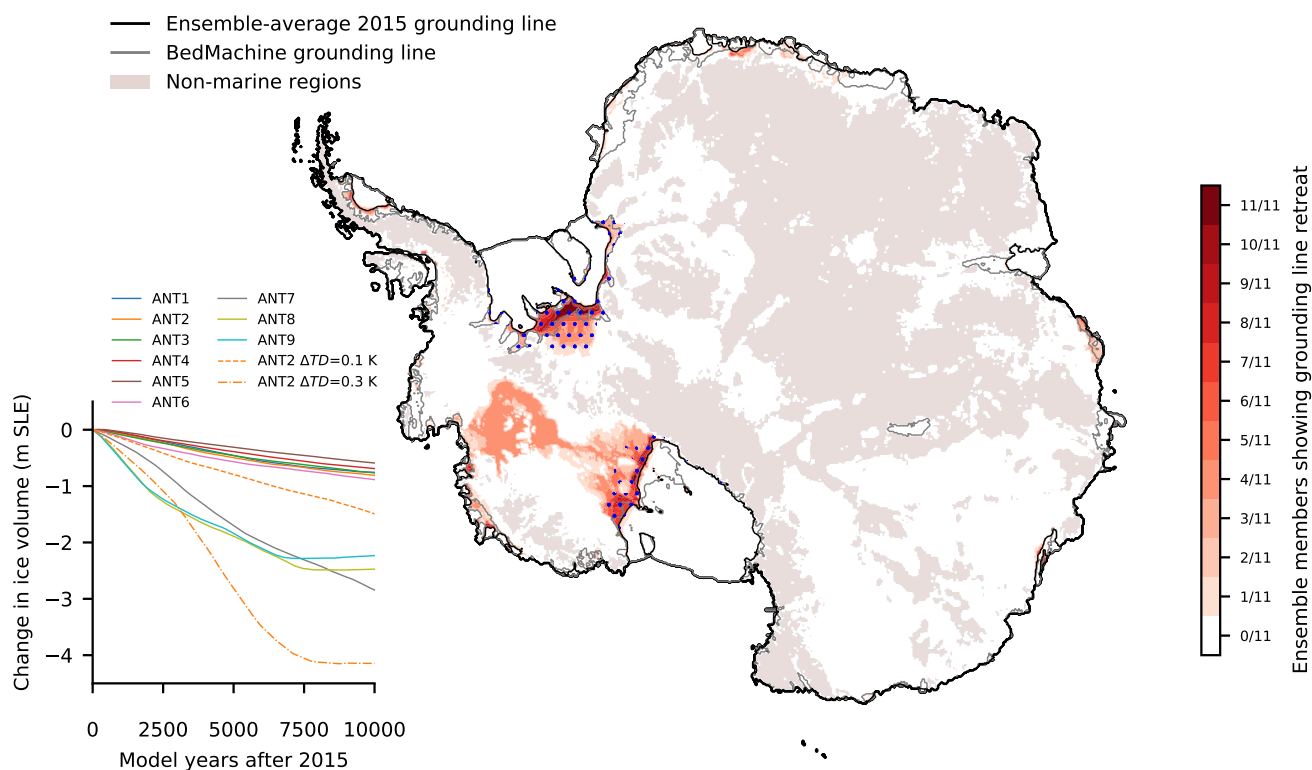 Ensemble-average 2015 grounding line
BedMachine grounding line
Non-marine regions
ANT1
ANT2
ANT3
ANT4
ANT5
ANT6
ANT7
ANT8
ANT9
ANT2 ΔTD=0.1 K
ANT2 ΔTD=0.3 K
Change in ice volume (m SLE)
0
−1
−2
−3
−4
0 2500 5000 7500 10000
Model years after 2015
11/11
10/11
9/11
8/11
7/11
6/11
5/11
4/11
3/11
2/11
1/11
0/11
Ensemble members showing grounding line retreat